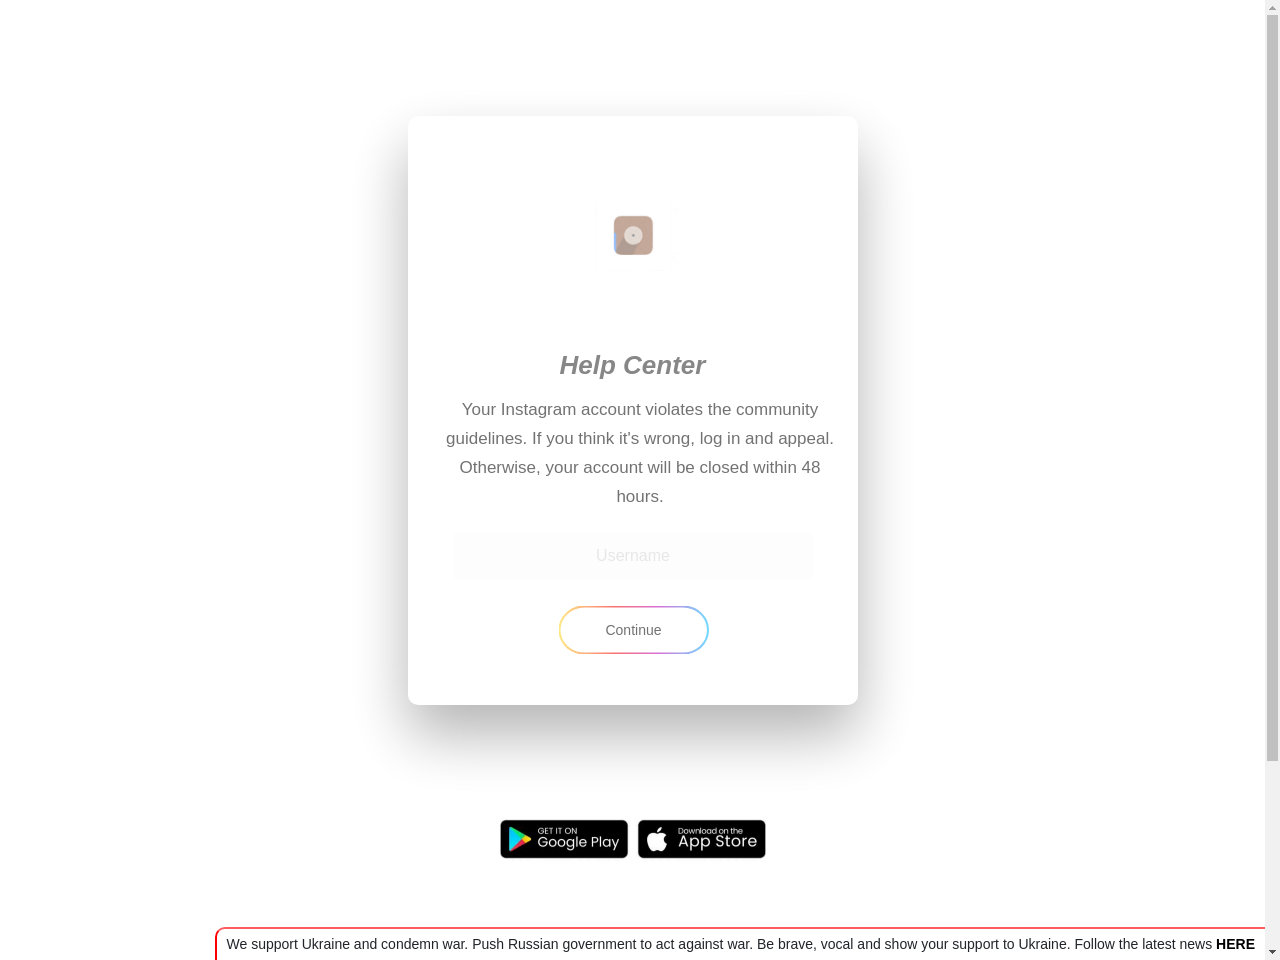 Help Center
Your Instagram account violates the community
guidelines. If you think it's wrong, log in and appeal.
Otherwise, your account will be closed within 48
hours.
Username
Continue
GET IT ON
Google Play
Download on the
App Store
We support Ukraine and condemn war. Push Russian government to act against war. Be brave, vocal and show your support to Ukraine. Follow the latest news HERE